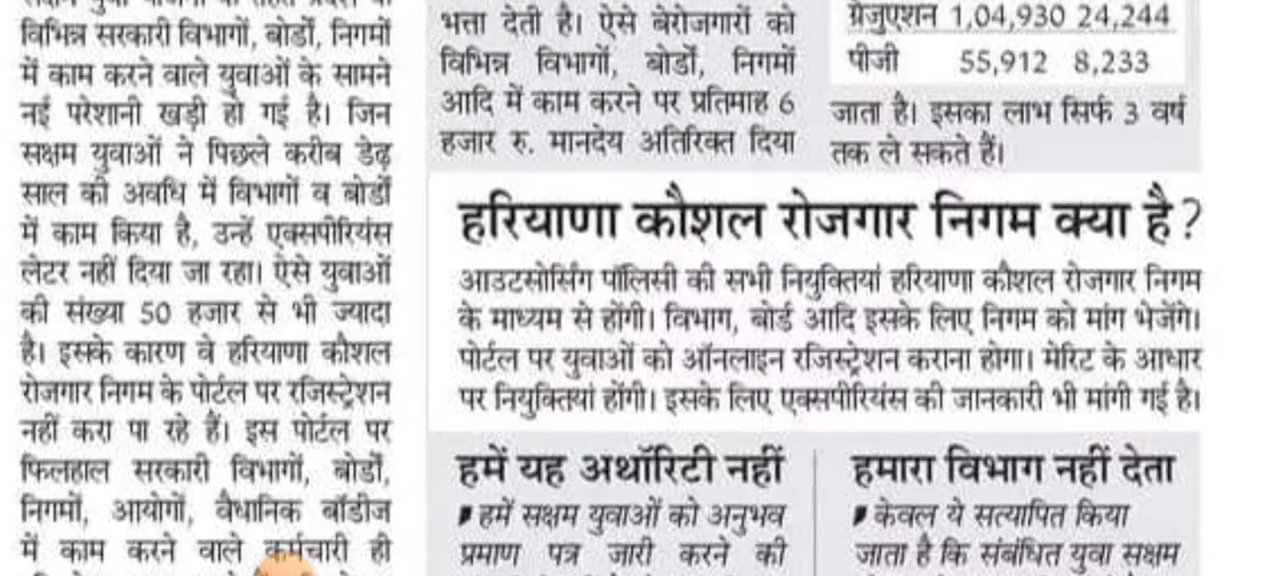 सक्षम युवा योजना के तहत प्रदेश के
विभिन्न सरकारी विभागों, बोर्डों, निगमों
में काम करने वाले युवाओं के सामने
नई परेशानी खड़ी हो गई है। जिन
सक्षम युवाओं ने पिछले करीब डेढ़
साल की अवधि में विभागों व बोर्डों
में काम किया है, उन्हें एक्सपीरियंस
लेटर नहीं दिया जा रहा। ऐसे युवाओं
की संख्या 50 हजार से भी ज्यादा
है। इसके कारण वे हरियाणा कौशल
रोजगार निगम के पोर्टल पर रजिस्ट्रेशन
नहीं करा पा रहे हैं। इस पोर्टल पर
फिलहाल सरकारी विभागों, बोर्डों,
निगमों, आयोगों, वैधानिक बॉडीज
में काम करने वाले कर्मचारी ही
भत्ता देती है। ऐसे बेरोजगारों को
विभिन्न विभागों, बोर्डों, निगमों
आदि में काम करने पर प्रतिमाह 6
हजार रु. मानदेय अतिरिक्त दिया
ग्रेजुएशन 1,04,930 24,244
पीजी 55,912 8,233
जाता है। इसका लाभ सिर्फ 3 वर्ष
तक ले सकते हैं।
हरियाणा कौशल रोजगार निगम क्या है?
आउटसोर्सिंग पॉलिसी की सभी नियुक्तियां हरियाणा कौशल रोजगार निगम
के माध्यम से होंगी। विभाग, बोर्ड आदि इसके लिए निगम को मांग भेजेंगे।
पोर्टल पर युवाओं को ऑनलाइन रजिस्ट्रेशन कराना होगा। मेरिट के आधार
पर नियुक्तियां होंगी। इसके लिए एक्सपीरियंस की जानकारी भी मांगी गई है।
हमें यह अथॉरिटी नहीं
हमें सक्षम युवाओं को अनुभव
प्रमाण पत्र जारी करने की
हमारा विभाग नहीं देता
केवल ये सत्यापित किया
जाता है कि संबंधित युवा सक्षम